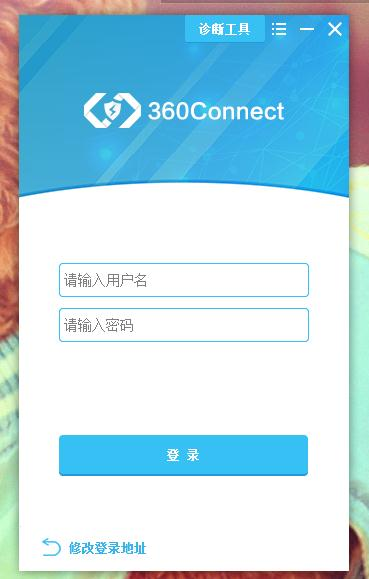 诊断工具
360Connect
请输入用户名
请输入密码
登 录
修改登录地址